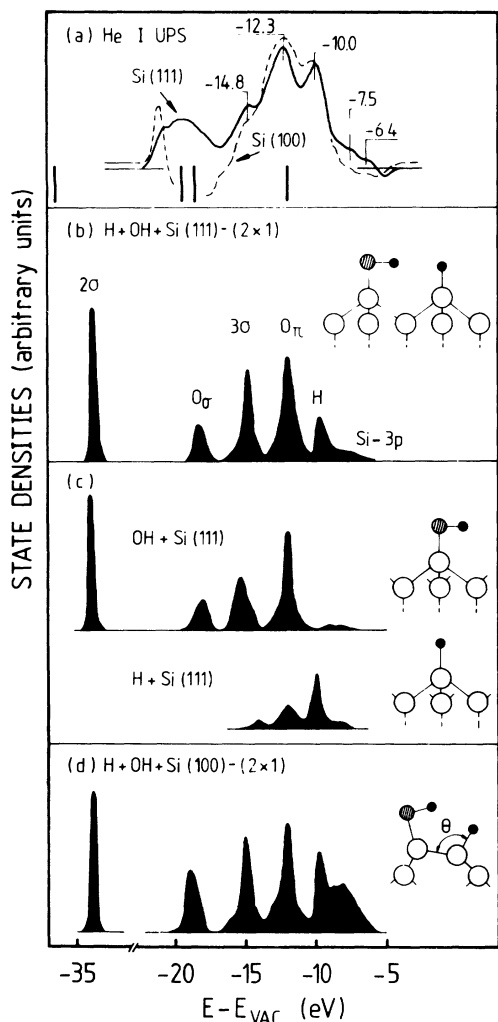 (a) He I UPS
-12.3
-10.0
Si (111)
-14.8
-7.5
-6.4
Si (100)
(b) H + OH + Si (111) - (2×1)
2σ
3σ
Oπ
Oσ
H
Si - 3p
(c)
OH + Si (111)
H + Si (111)
(d) H + OH + Si (100) - (2×1)
θ
STATE DENSITIES (arbitrary units)
-35 -20 -15 -10 -5
E - EVAC (eV)